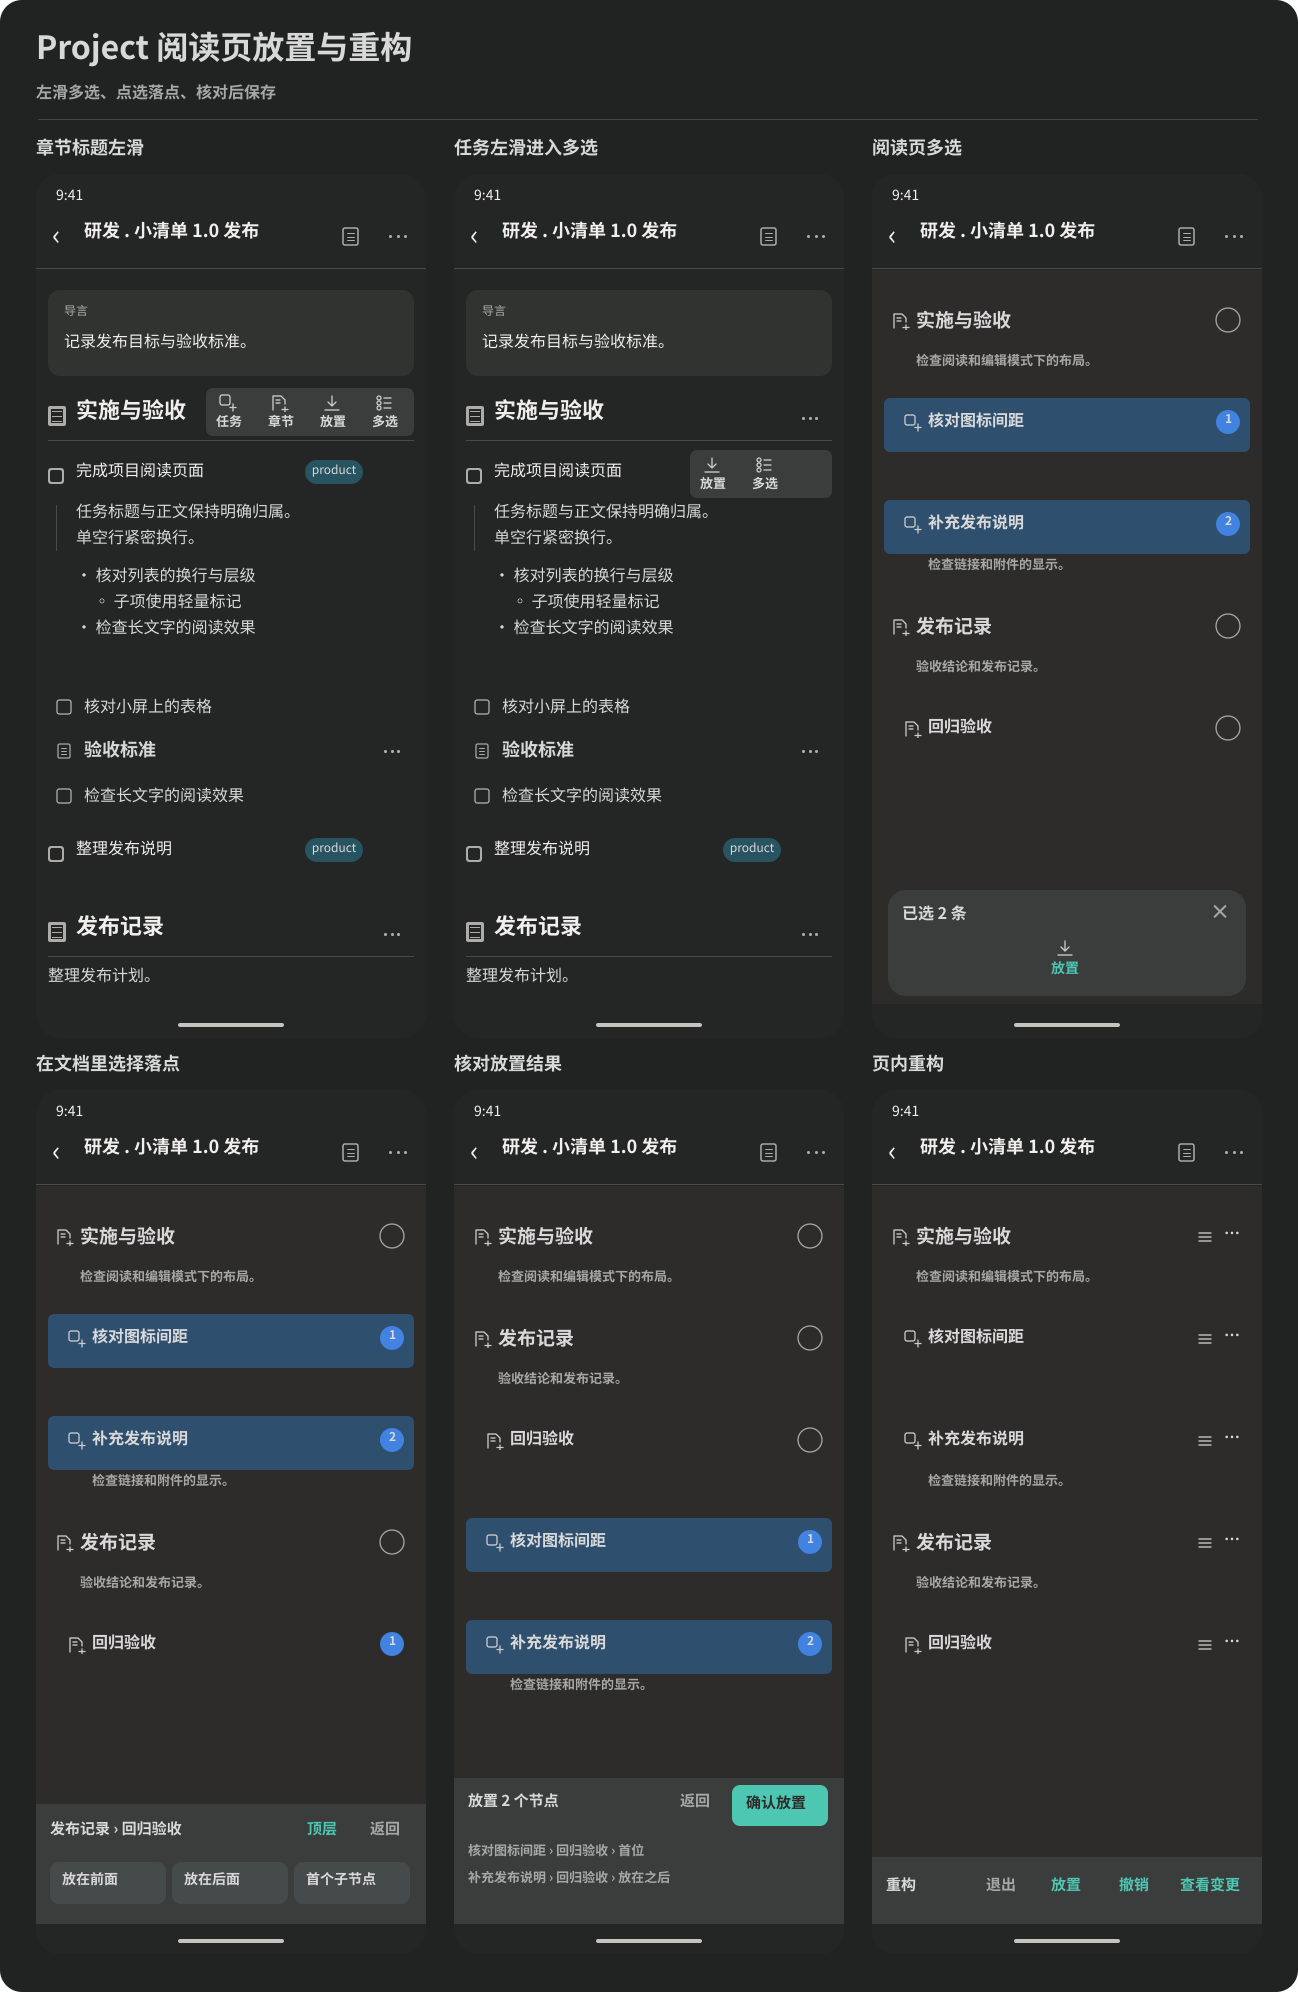 Project 阅读页放置与重构
左滑多选、点选落点、核对后保存
章节标题左滑
9:41
研发 . 小清单 1.0 发布
导言
记录发布目标与验收标准。
实施与验收
任务 章节 放置 多选
完成项目阅读页面 product
任务标题与正文保持明确归属。
单空行紧密换行。
• 核对列表的换行与层级
◦ 子项使用轻量标记
• 检查长文字的阅读效果
核对小屏上的表格
验收标准
检查长文字的阅读效果
整理发布说明 product
发布记录
整理发布计划。
任务左滑进入多选
9:41
研发 . 小清单 1.0 发布
导言
记录发布目标与验收标准。
实施与验收
完成项目阅读页面
放置 多选
任务标题与正文保持明确归属。
单空行紧密换行。
• 核对列表的换行与层级
◦ 子项使用轻量标记
• 检查长文字的阅读效果
核对小屏上的表格
验收标准
检查长文字的阅读效果
整理发布说明 product
发布记录
整理发布计划。
阅读页多选
9:41
研发 . 小清单 1.0 发布
实施与验收
检查阅读和编辑模式下的布局。
核对图标间距 1
补充发布说明 2
检查链接和附件的显示。
发布记录
验收结论和发布记录。
回归验收
已选 2 条
放置
在文档里选择落点
9:41
研发 . 小清单 1.0 发布
实施与验收
检查阅读和编辑模式下的布局。
核对图标间距 1
补充发布说明 2
检查链接和附件的显示。
发布记录
验收结论和发布记录。
回归验收 1
发布记录 › 回归验收 顶层 返回
放在前面 放在后面 首个子节点
核对放置结果
9:41
研发 . 小清单 1.0 发布
实施与验收
检查阅读和编辑模式下的布局。
发布记录
验收结论和发布记录。
回归验收
核对图标间距 1
补充发布说明 2
检查链接和附件的显示。
放置 2 个节点 返回 确认放置
核对图标间距 › 回归验收 › 首位
补充发布说明 › 回归验收 › 放在之后
页内重构
9:41
研发 . 小清单 1.0 发布
实施与验收
检查阅读和编辑模式下的布局。
核对图标间距
补充发布说明
检查链接和附件的显示。
发布记录
验收结论和发布记录。
回归验收
重构 退出 放置 撤销 查看变更